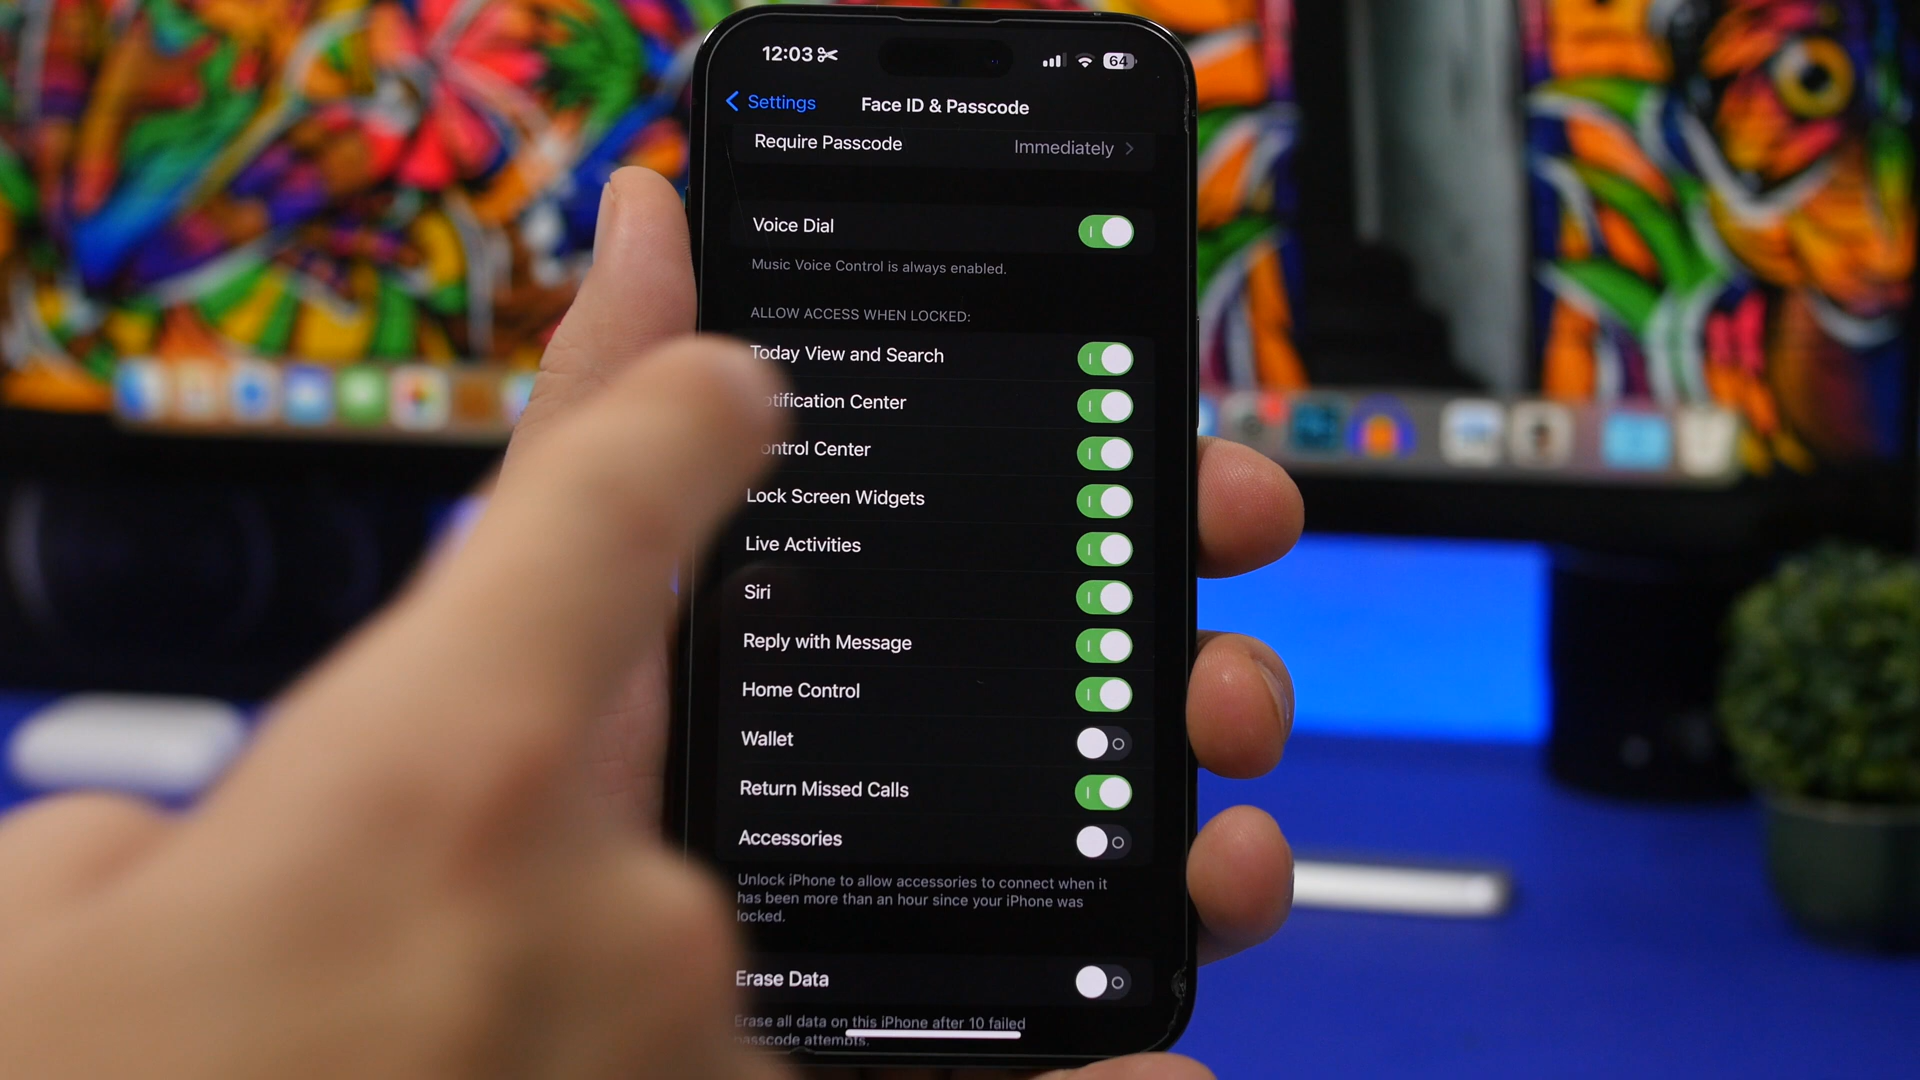 12:03
64
Settings
Face ID & Passcode
Require Passcode
Immediately
Voice Dial
Music Voice Control is always enabled.
ALLOW ACCESS WHEN LOCKED:
Today View and Search
otification Center
ontrol Center
Lock Screen Widgets
Live Activities
Siri
Reply with Message
Home Control
Wallet
Return Missed Calls
Accessories
Unlock iPhone to allow accessories to connect when it
has been more than an hour since your iPhone was
locked.
Erase Data
Erase all data on this iPhone after 10 failed
passcode attempts.